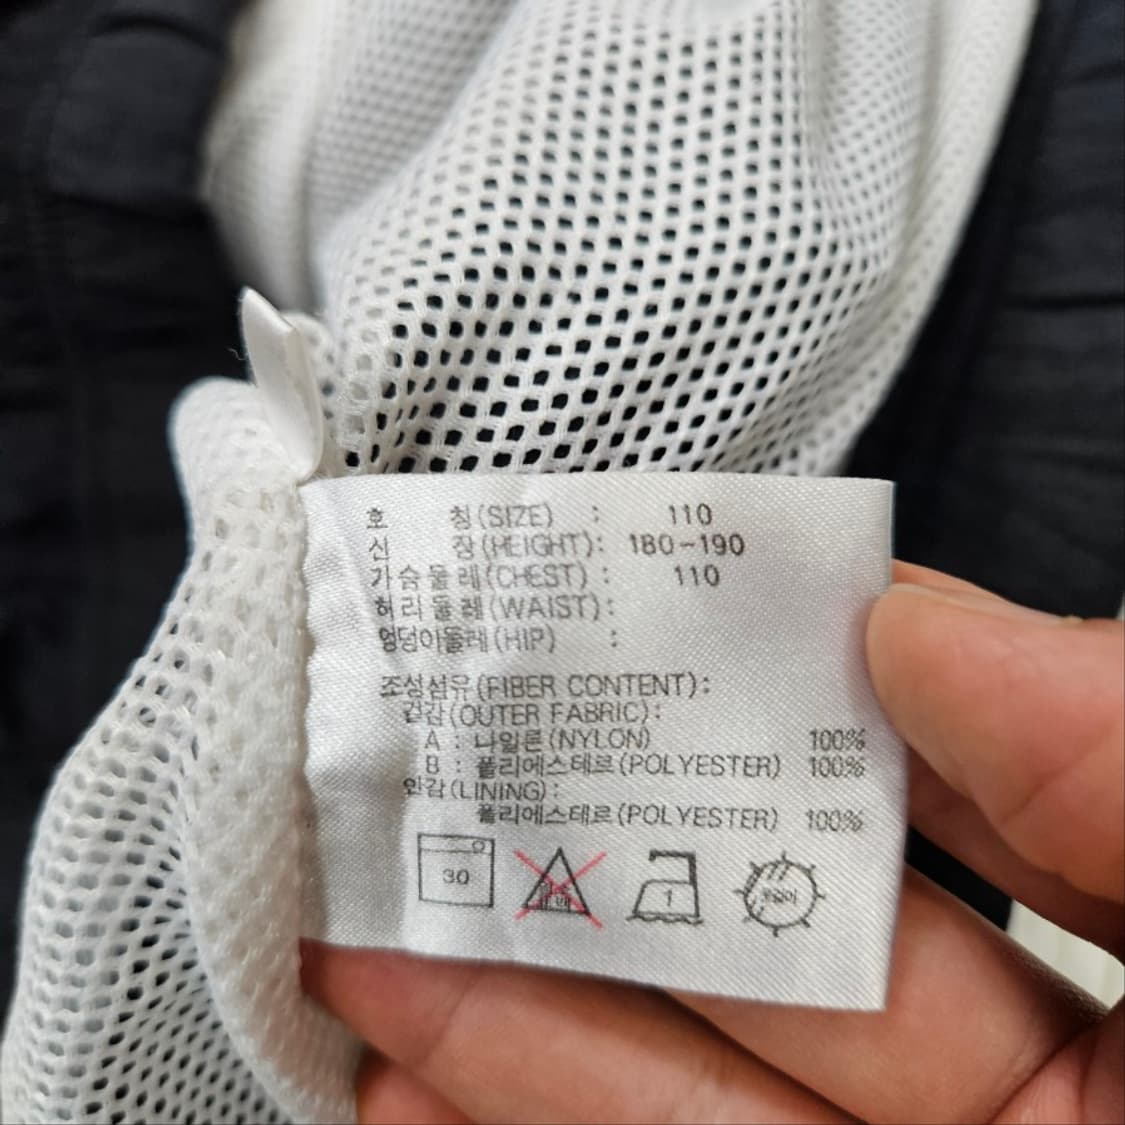 호 칭(SIZE) : 110
신 장(HEIGHT): 180-190
가슴둘레(CHEST) : 110
허리둘레(WAIST):
엉덩이둘레(HIP) :
조성섬유(FIBER CONTENT):
겉감(OUTER FABRIC):
A : 나일론(NYLON) 100%
B : 폴리에스테르(POLYESTER) 100%
안감(LINING):
폴리에스테르(POLYESTER) 100%
30 1